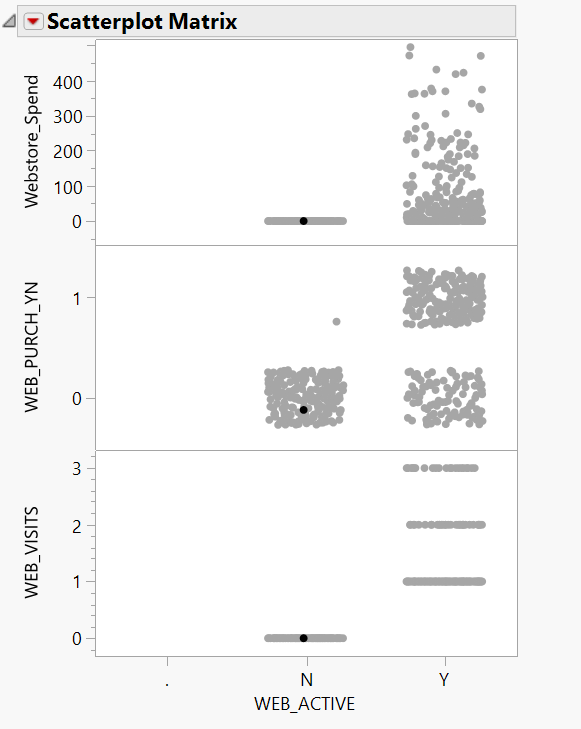 Scatterplot Matrix
Webstore_Spend
400
300
200
100
0
WEB_PURCH_YN
1
0
WEB_VISITS
3
2
1
0
. N Y
WEB_ACTIVE